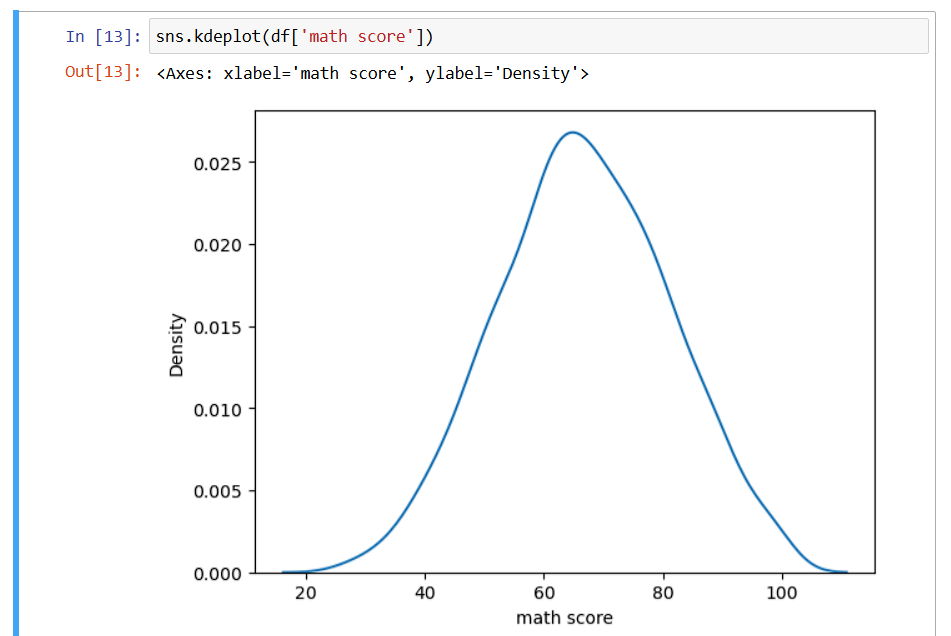 In [13]: sns.kdeplot(df['math score'])
Out[13]: <Axes: xlabel='math score', ylabel='Density'>
0.025
0.020
0.015
0.010
0.005
0.000
Density
20 40 60 80 100
math score